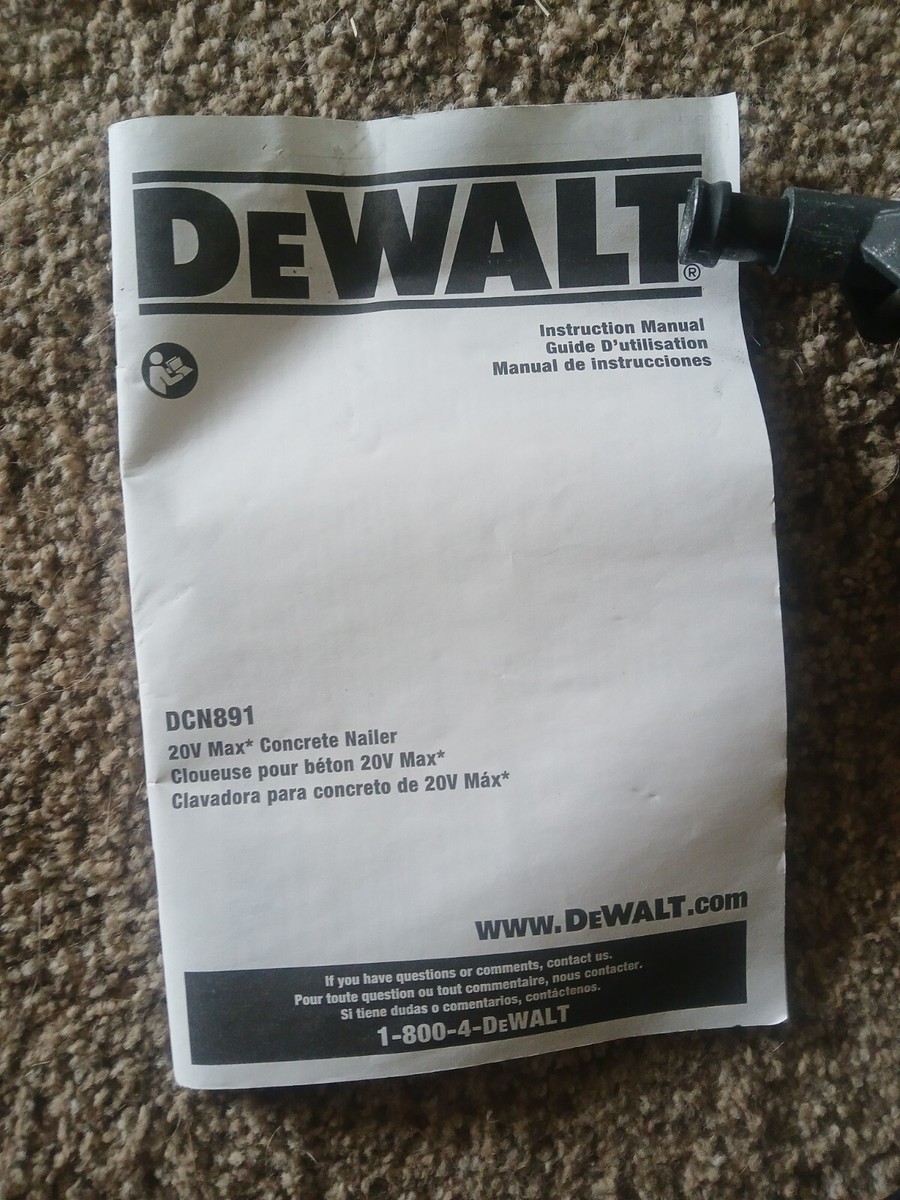 DEWALT®
Instruction Manual
Guide D'utilisation
Manual de instrucciones
DCN891
20V Max* Concrete Nailer
Cloueuse pour béton 20V Max*
Clavadora para concreto de 20V Máx*
www.DEWALT.com
If you have questions or comments, contact us.
Pour toute question ou tout commentaire, nous contacter.
Si tiene dudas o comentarios, contáctenos.
1-800-4-DEWALT